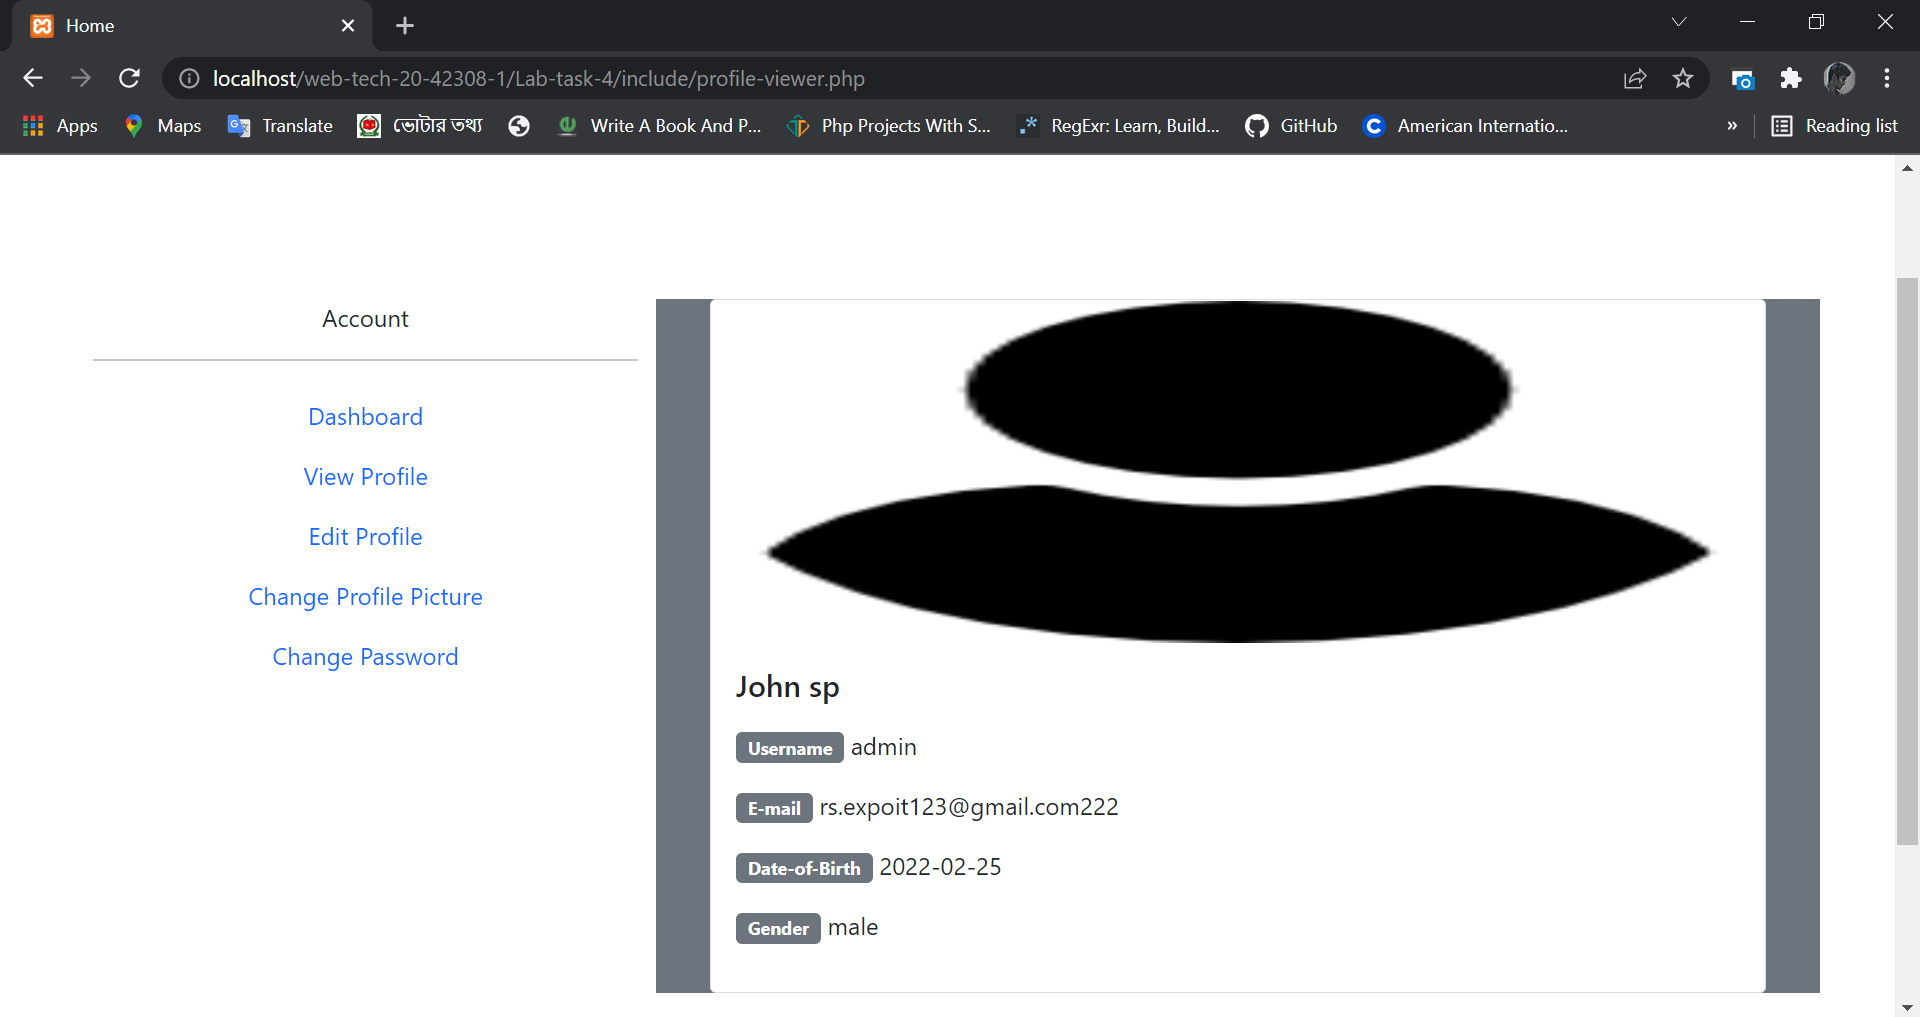 Home
localhost/web-tech-20-42308-1/Lab-task-4/include/profile-viewer.php
Apps Maps Translate ভোটার তথ্য Write A Book And P... Php Projects With S... RegExr: Learn, Build... GitHub American Internatio... » Reading list
Account
Dashboard
View Profile
Edit Profile
Change Profile Picture
Change Password
John sp
Username admin
E-mail rs.expoit123@gmail.com222
Date-of-Birth 2022-02-25
Gender male